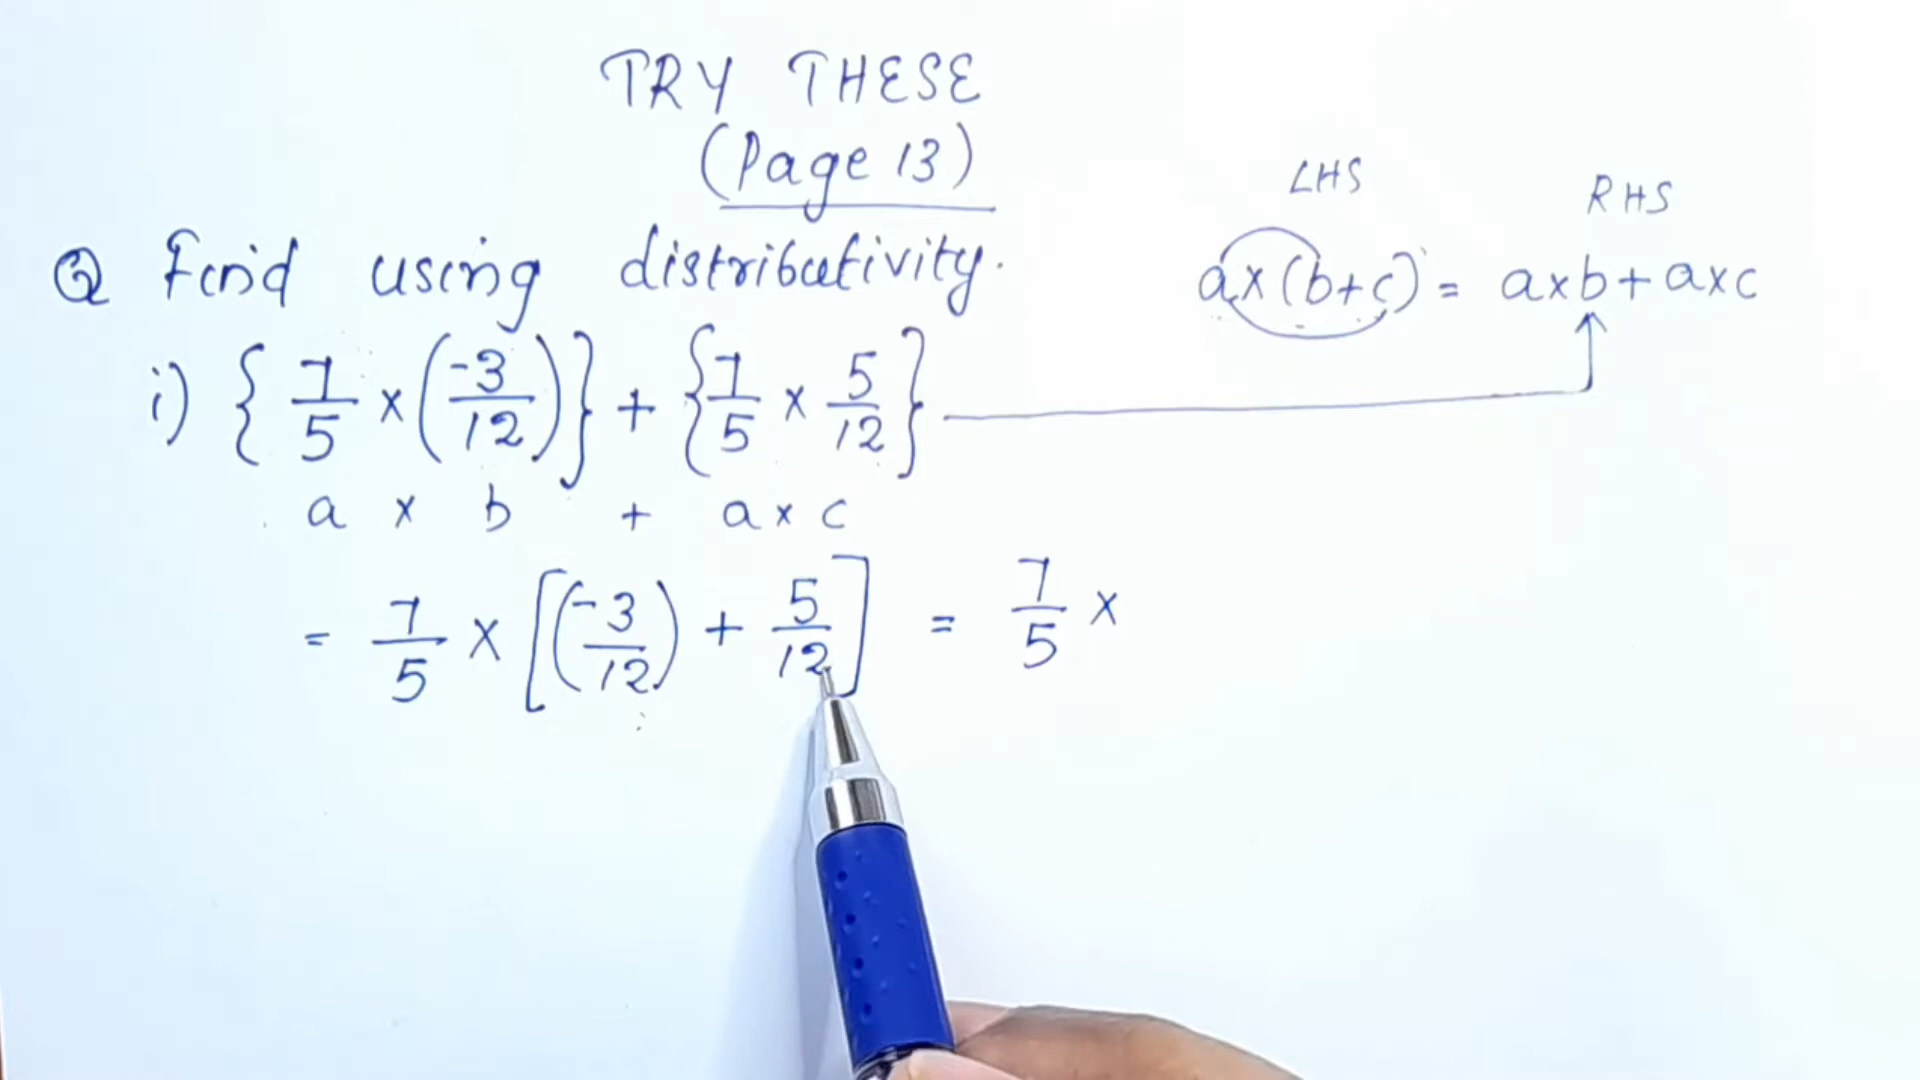 TRY THESE
(Page 13)
LHS RHS
Q Find using distributivity.
a×(b+c) = a×b + a×c
i) {7/5 × (-3/12)} + {7/5 × 5/12}
a × b + a × c
= 7/5 × [(-3/12) + 5/12] = 7/5 ×